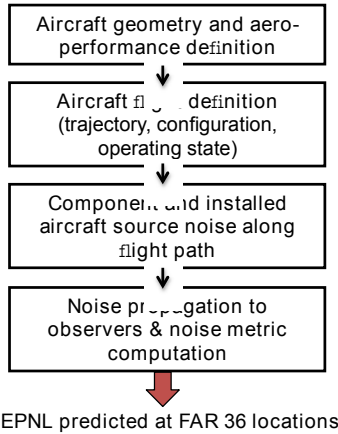 Aircraft geometry and aero-
performance definition
Aircraft definition
(trajectory, configuration,
operating state)
and installed
aircraft source noise along
flight path
Noise to
observers & noise metric
computation
EPNL predicted at FAR 36 locations